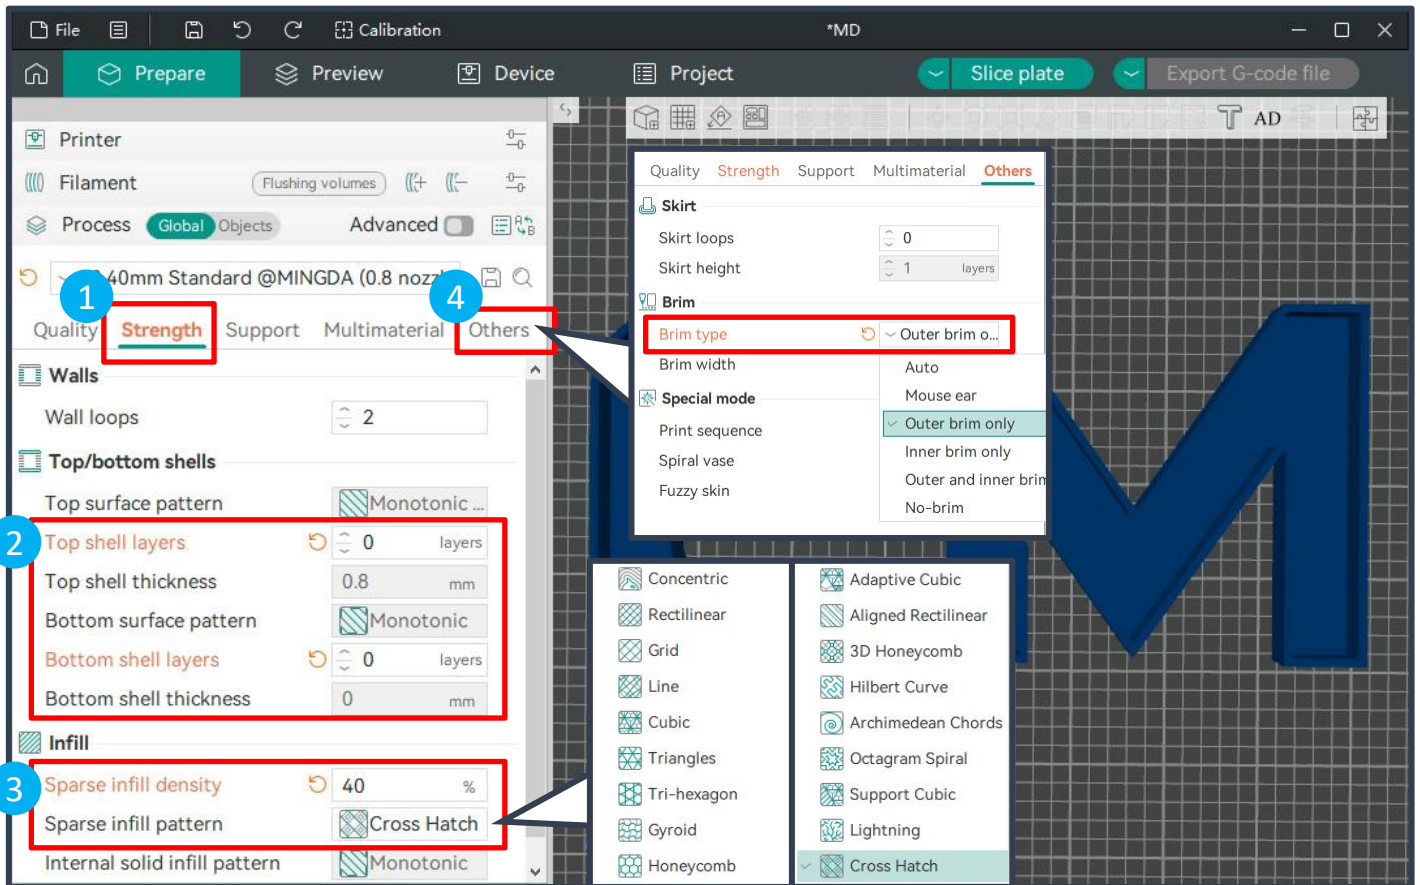 File
Calibration
*MD
Prepare
Preview
Device
Project
Slice plate
Export G-code file
Printer
Filament
Flushing volumes
Process
Global
Objects
Advanced
AD
40mm Standard @MINGDA (0.8
1
4
Quality
Strength
Support
Multimaterial
Others
Walls
Wall loops
2
Top/bottom shells
Top surface pattern
Monotonic ...
2
Top shell layers
0
layers
Top shell thickness
0.8
mm
Bottom surface pattern
Monotonic
Bottom shell layers
0
layers
Bottom shell thickness
0
mm
Infill
3
Sparse infill density
40
%
Sparse infill pattern
Cross Hatch
Internal solid infill pattern
Monotonic
Quality
Strength
Support
Multimaterial
Others
Skirt
Skirt loops
0
Skirt height
1
layers
Brim
Brim type
Outer brim o...
Brim width
Auto
Mouse ear
Special mode
Outer brim only
Print sequence
Inner brim only
Spiral vase
Outer and inner brim
Fuzzy skin
No-brim
Concentric
Rectilinear
Grid
Line
Cubic
Triangles
Tri-hexagon
Gyroid
Honeycomb
Adaptive Cubic
Aligned Rectilinear
3D Honeycomb
Hilbert Curve
Archimedean Chords
Octagram Spiral
Support Cubic
Lightning
Cross Hatch
M